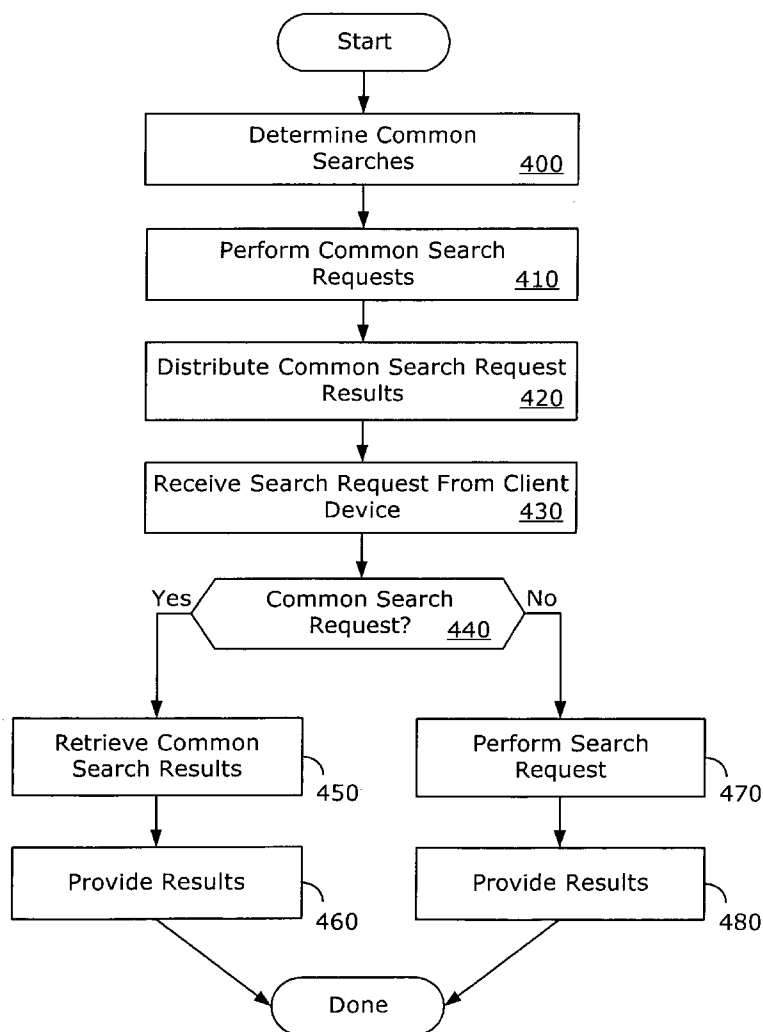 Start
Determine Common
Searches 400
Perform Common Search
Requests 410
Distribute Common Search Request
Results 420
Receive Search Request From Client
Device 430
Yes
Common Search
Request? 440
No
Retrieve Common
Search Results
450
Perform Search
Request
470
Provide Results
460
Provide Results
480
Done